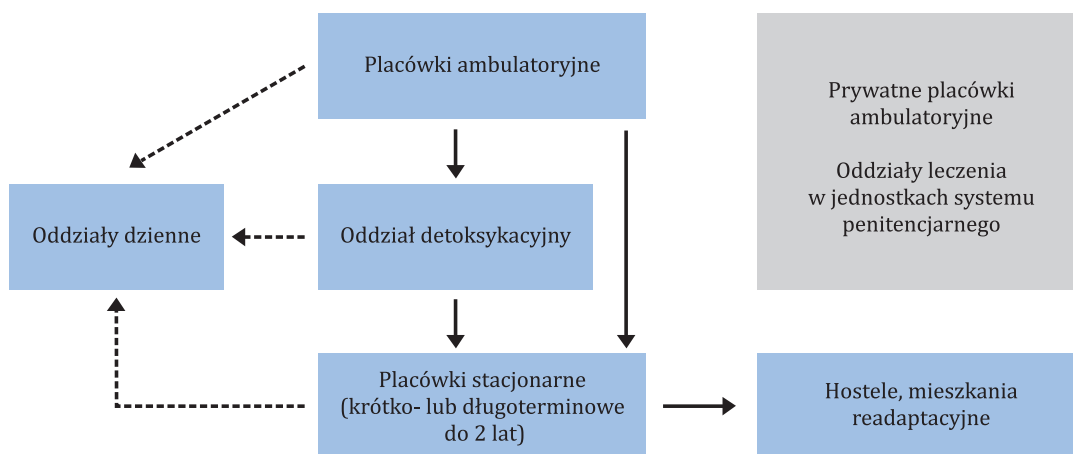 Placówki ambulatoryjne
Prywatne placówki
ambulatoryjne
Oddziały leczenia
w jednostkach systemu
penitencjarnego
Oddziały dzienne
Oddział detoksykacyjny
Placówki stacjonarne
(krótko- lub długoterminowe
do 2 lat)
Hostele, mieszkania
readaptacyjne